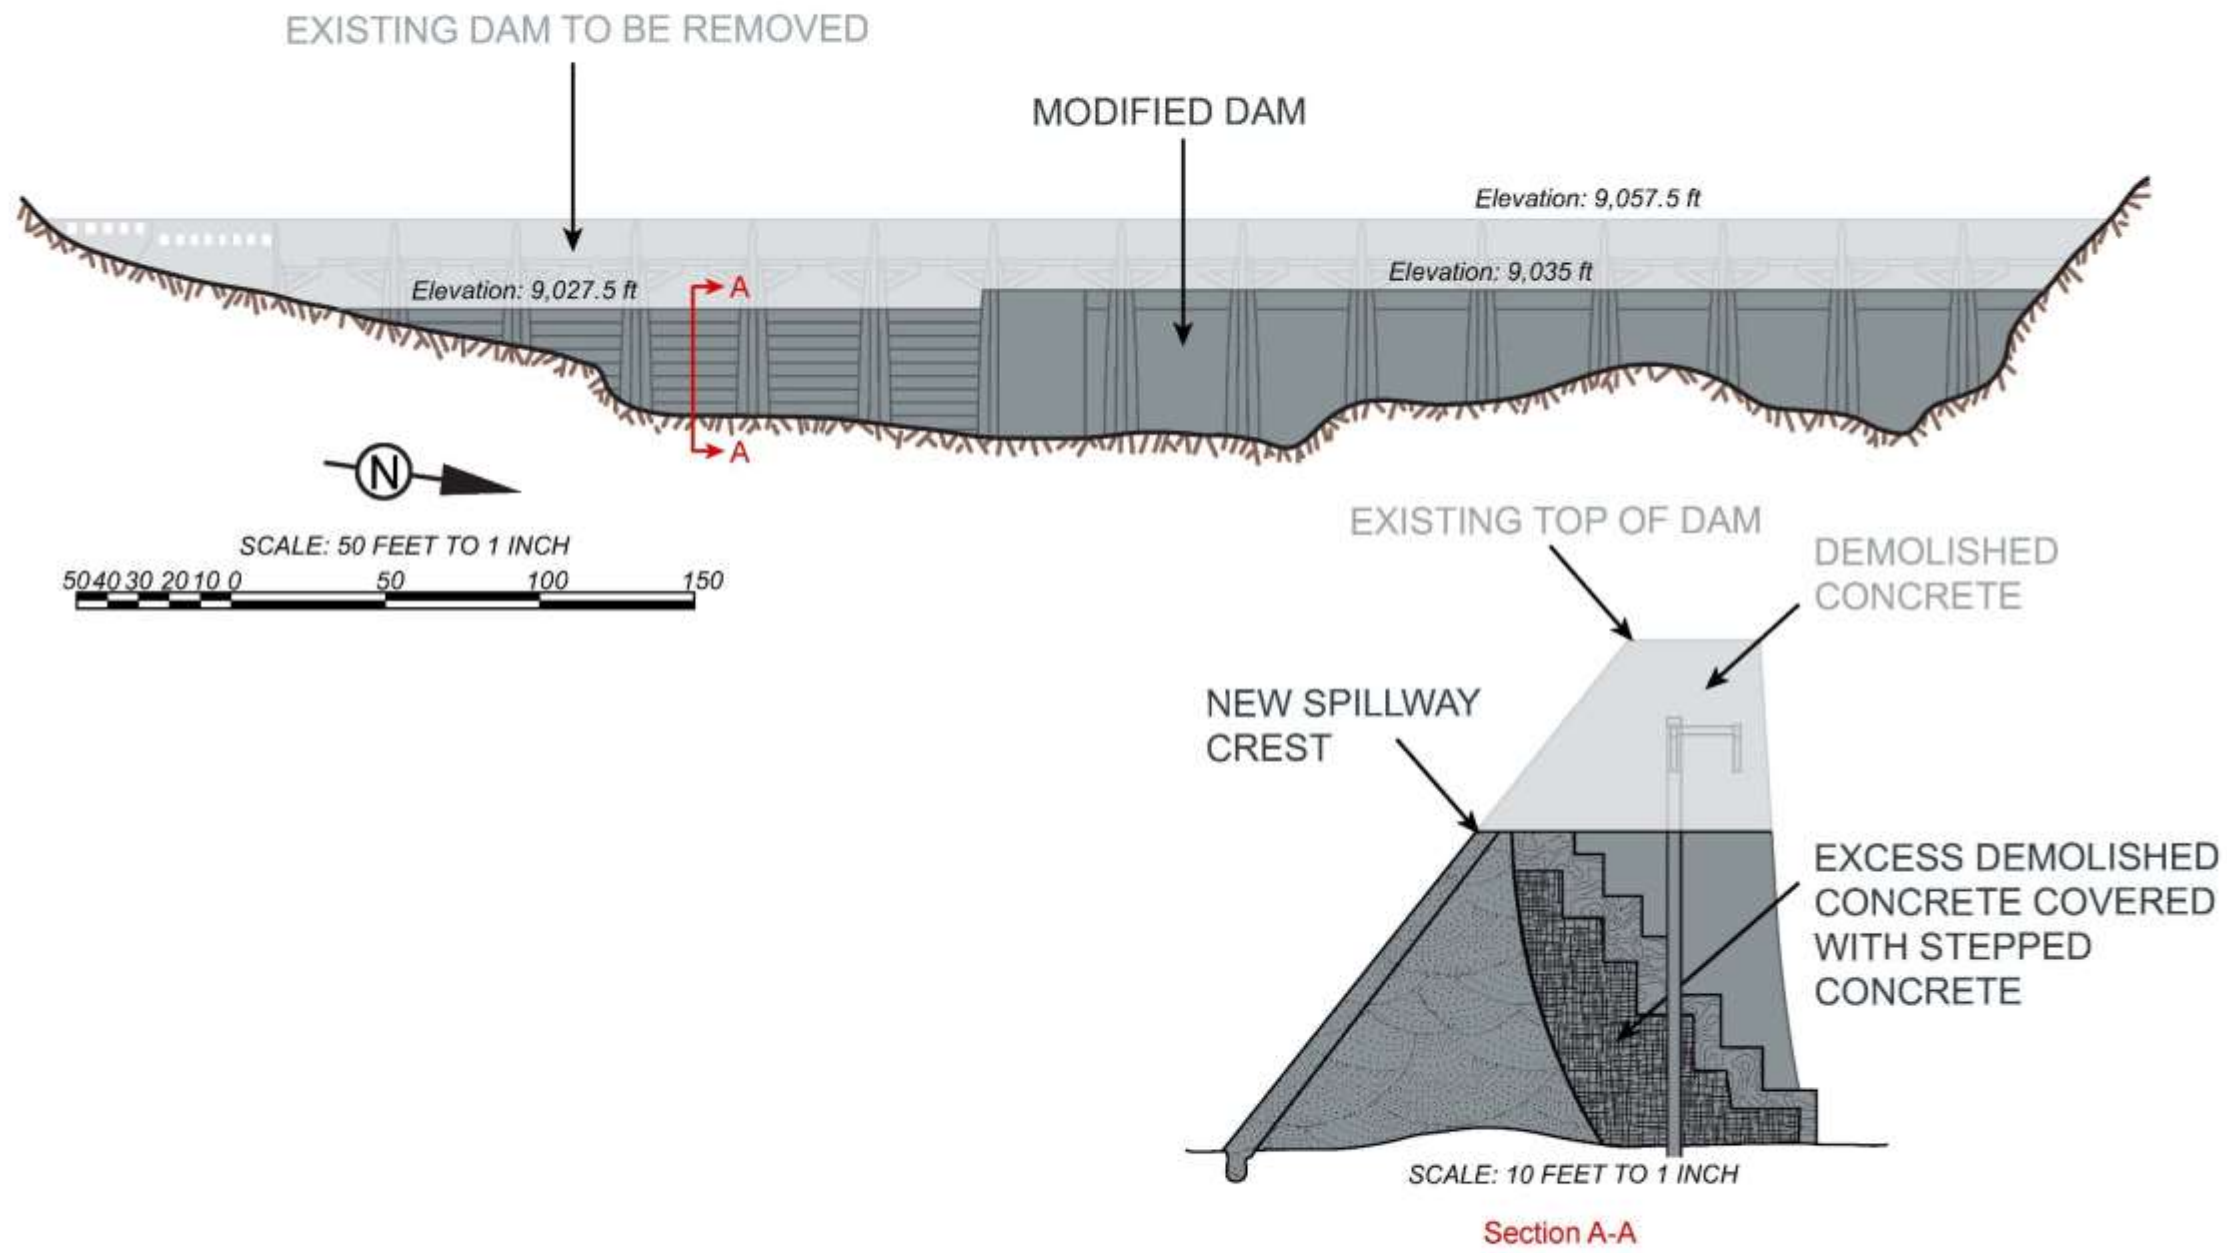 EXISTING DAM TO BE REMOVED
MODIFIED DAM
Elevation: 9,057.5 ft
Elevation: 9,035 ft
Elevation: 9,027.5 ft
A
A
N
SCALE: 50 FEET TO 1 INCH
50 40 30 20 10 0 50 100 150
EXISTING TOP OF DAM
DEMOLISHED
CONCRETE
NEW SPILLWAY
CREST
EXCESS DEMOLISHED
CONCRETE COVERED
WITH STEPPED
CONCRETE
SCALE: 10 FEET TO 1 INCH
Section A-A